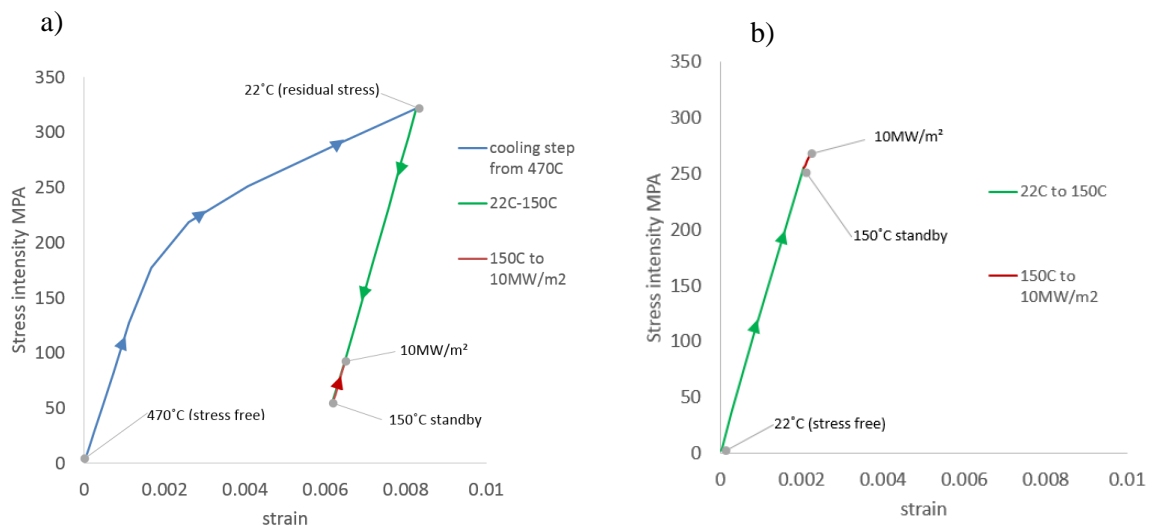 a)
350
300
250
200
150
100
50
0
Stress intensity MPA
0
0.002
0.004
0.006
0.008
0.01
strain
22˚C (residual stress)
cooling step
from 470C
22C-150C
150C to
10MW/m2
10MW/m²
470˚C (stress free)
150˚C standby
b)
350
300
250
200
150
100
50
0
Stress intensity MPA
0
0.002
0.004
0.006
0.008
0.01
strain
10MW/m²
22C to 150C
150˚C standby
150C to
10MW/m2
22˚C (stress free)